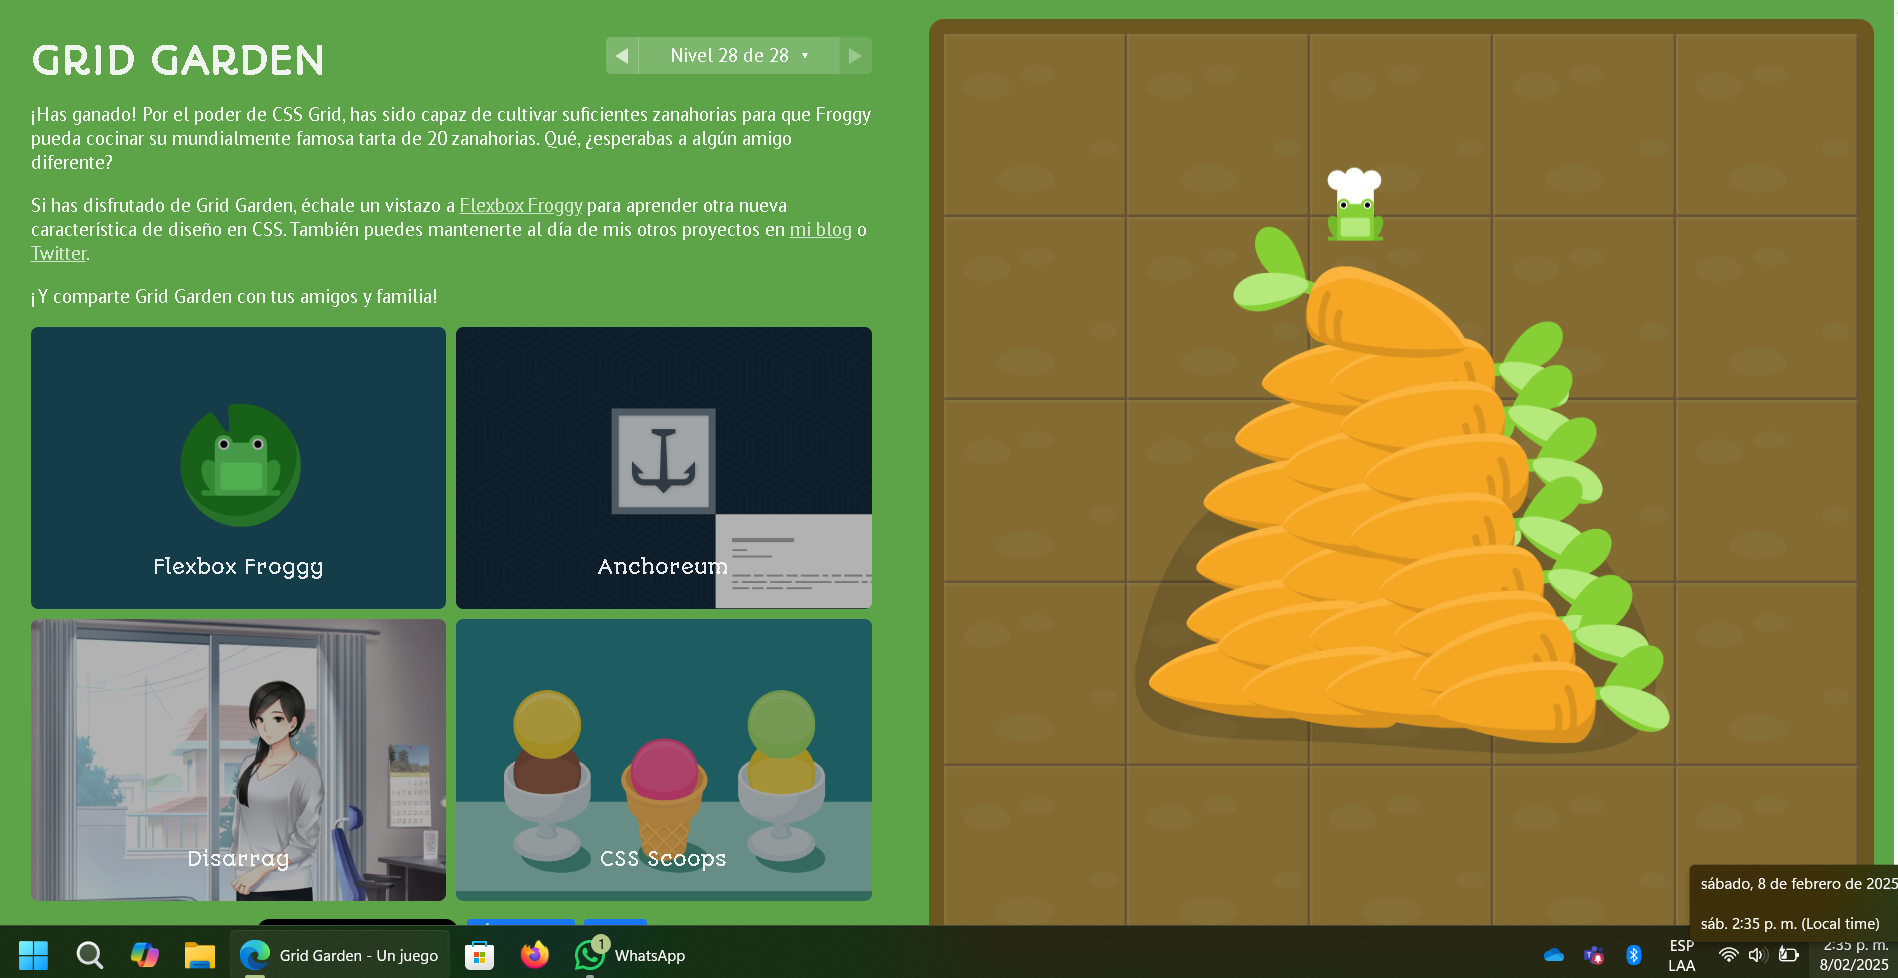 GRID GARDEN
◀ Nivel 28 de 28 ▼ ▶
¡Has ganado! Por el poder de CSS Grid, has sido capaz de cultivar suficientes zanahorias para que Froggy
pueda cocinar su mundialmente famosa tarta de 20 zanahorias. Qué, ¿esperabas a algún amigo
diferente?
Si has disfrutado de Grid Garden, échale un vistazo a Flexbox Froggy para aprender otra nueva
característica de diseño en CSS. También puedes mantenerte al día de mis otros proyectos en mi blog o
Twitter.
¡Y comparte Grid Garden con tus amigos y familia!
Flexbox Froggy
Anchoreum
Disarray
CSS Scoops
sábado, 8 de febrero de 2025
sáb. 2:35 p. m. (Local time)
Grid Garden - Un juego
1
WhatsApp
ESP
LAA
2:35 p. m.
8/02/2025